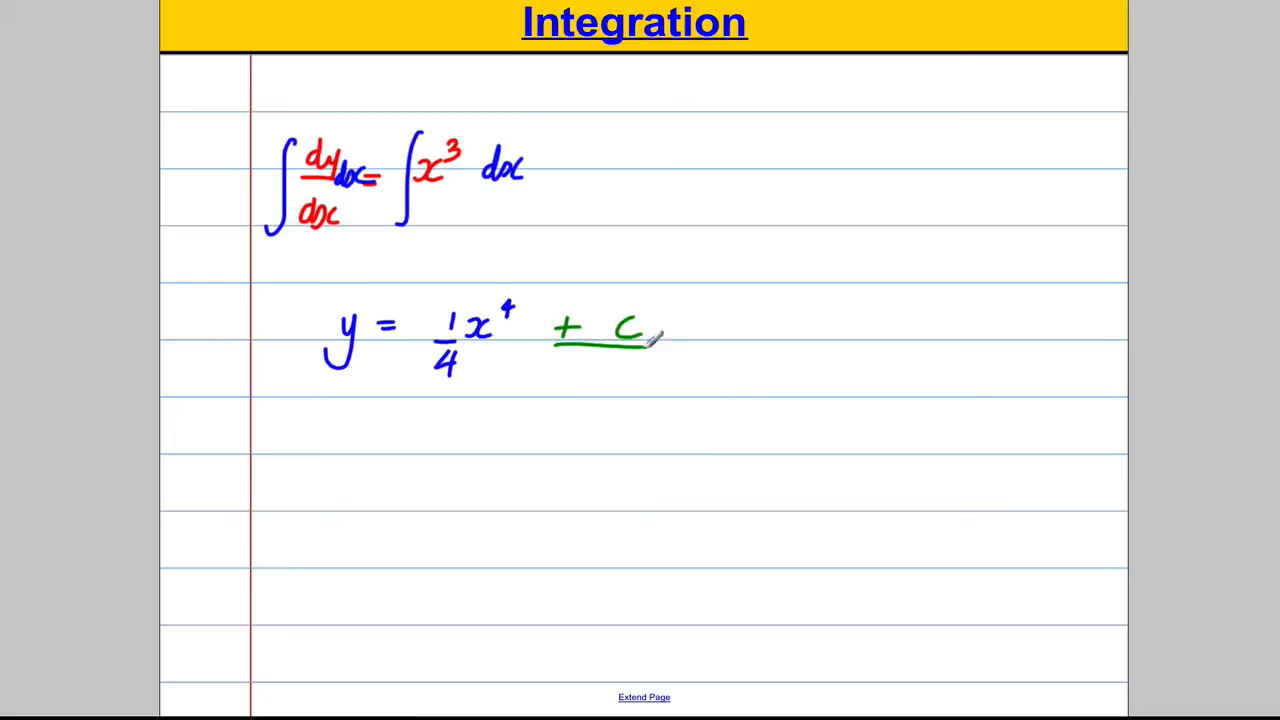 Integration
∫ dy/dx dx = ∫ x³ dx
y = 1/4 x⁴ + c
Extend Page